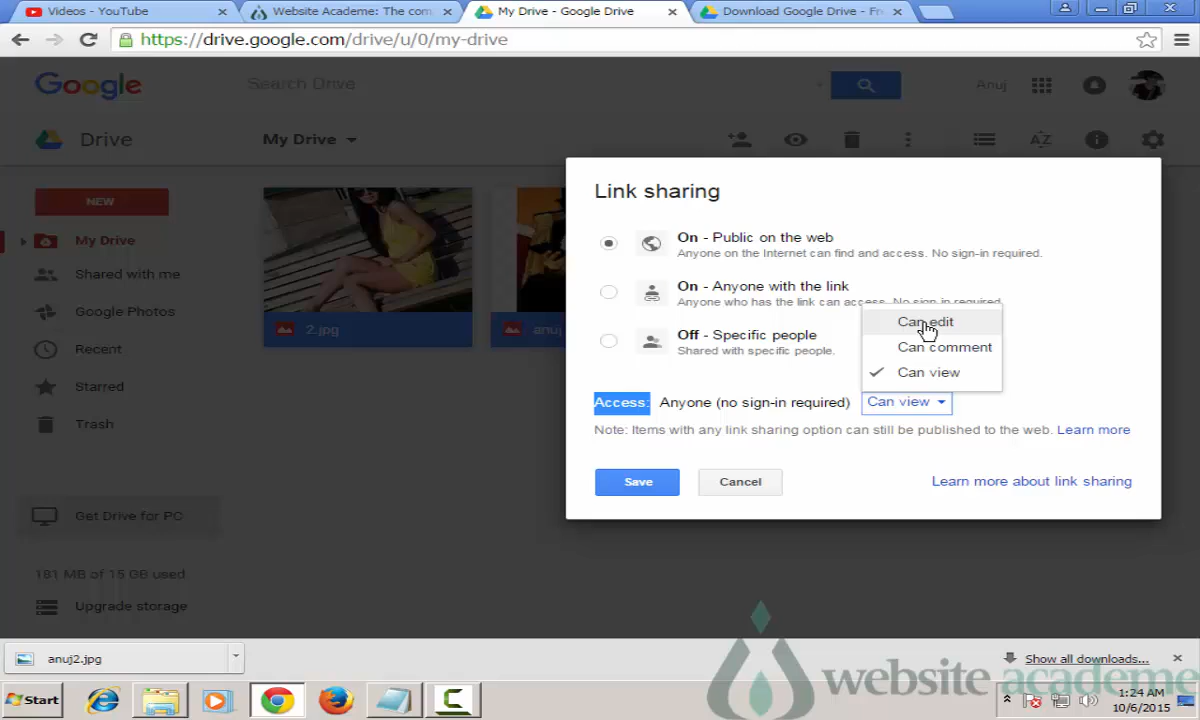 Videos - YouTube
Website Academe: The com
My Drive - Google Drive
Download Google Drive - Fr
https://drive.google.com/drive/u/0/my-drive
Google
Search Drive
Anuj
Drive
My Drive
AZ
NEW
My Drive
Shared with me
Google Photos
Recent
Starred
Trash
Get Drive for PC
181 MB of 15 GB used
Upgrade storage
2.jpg
anuj
Link sharing
On - Public on the web
Anyone on the Internet can find and access. No sign-in required.
On - Anyone with the link
Anyone who has the link can access. No sign-in required.
Off - Specific people
Shared with specific people.
Can edit
Can comment
Can view
Access: Anyone (no sign-in required) Can view
Note: Items with any link sharing option can still be published to the web. Learn more
Save
Cancel
Learn more about link sharing
anuj2.jpg
Show all downloads...
website academe
Start
1:24 AM
10/6/2015